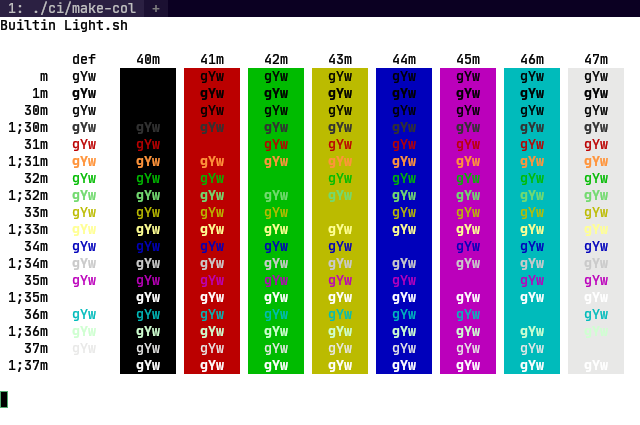 1: ./ci/make-col +
Builtin Light.sh
def 40m 41m 42m 43m 44m 45m 46m 47m
m gYw gYw gYw gYw gYw gYw gYw gYw
1m gYw gYw gYw gYw gYw gYw gYw gYw
30m gYw gYw gYw gYw gYw gYw gYw gYw
1;30m gYw gYw gYw gYw gYw gYw gYw gYw gYw
31m gYw gYw gYw gYw gYw gYw gYw gYw
1;31m gYw gYw gYw gYw gYw gYw gYw gYw gYw
32m gYw gYw gYw gYw gYw gYw gYw gYw
1;32m gYw gYw gYw gYw gYw gYw gYw gYw gYw
33m gYw gYw gYw gYw gYw gYw gYw gYw
1;33m gYw gYw gYw gYw gYw gYw gYw gYw gYw
34m gYw gYw gYw gYw gYw gYw gYw gYw
1;34m gYw gYw gYw gYw gYw gYw gYw gYw gYw
35m gYw gYw gYw gYw gYw gYw gYw gYw
1;35m gYw gYw gYw gYw gYw gYw gYw gYw
36m gYw gYw gYw gYw gYw gYw gYw gYw
1;36m gYw gYw gYw gYw gYw gYw gYw gYw gYw
37m gYw gYw gYw gYw gYw gYw gYw gYw
1;37m gYw gYw gYw gYw gYw gYw gYw gYw